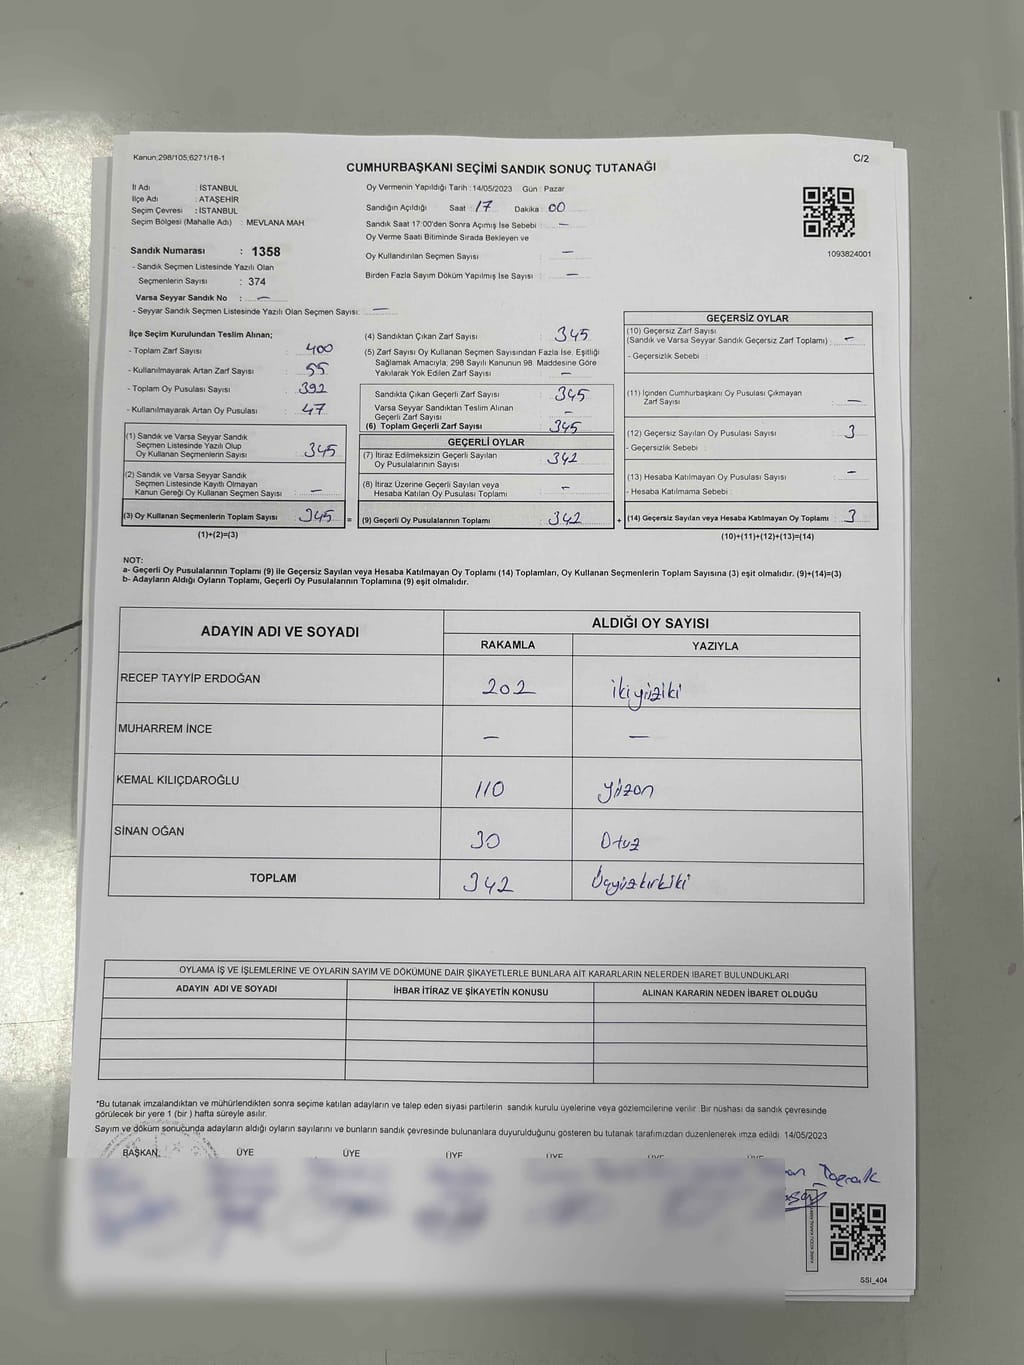 Kanun;298/105;6271/18-1
C/2
CUMHURBAŞKANI SEÇİMİ SANDIK SONUÇ TUTANAĞI
İl Adı : İSTANBUL
İlçe Adı : ATAŞEHİR
Seçim Çevresi : İSTANBUL
Seçim Bölgesi (Mahalle Adı) : MEVLANA MAH
Oy Vermenin Yapıldığı Tarih : 14/05/2023 Gün : Pazar
Sandığın Açıldığı Saat : 17 Dakika : 00
Sandık Saat 17:00'den Sonra Açımış İse Sebebi : —
Oy Verme Saati Bitiminde Sırada Bekleyen ve
Oy Kullandırılan Seçmen Sayısı : —
Birden Fazla Sayım Döküm Yapılmış İse Sayısı : —
1093824001
Sandık Numarası : 1358
- Sandık Seçmen Listesinde Yazılı Olan
Seçmenlerin Sayısı : 374
Varsa Seyyar Sandık No : —
- Seyyar Sandık Seçmen Listesinde Yazılı Olan Seçmen Sayısı: —
İlçe Seçim Kurulundan Teslim Alınan;
- Toplam Zarf Sayısı : 400
- Kullanılmayarak Artan Zarf Sayısı : 55
- Toplam Oy Pusulası Sayısı : 392
- Kullanılmayarak Artan Oy Pusulası : 47
(1) Sandık ve Varsa Seyyar Sandık
Seçmen Listesinde Yazılı Olup
Oy Kullanan Seçmenlerin Sayısı : 345
(2) Sandık ve Varsa Seyyar Sandık
Seçmen Listesinde Kayıtlı Olmayan
Kanun Gereği Oy Kullanan Seçmen Sayısı : —
(3) Oy Kullanan Seçmenlerin Toplam Sayısı : 345 =
(1)+(2)=(3)
(4) Sandıktan Çıkan Zarf Sayısı : 345
(5) Zarf Sayısı Oy Kullanan Seçmen Sayısından Fazla İse, Eşitliği
Sağlamak Amacıyla, 298 Sayılı Kanunun 98. Maddesine Göre
Yakılarak Yok Edilen Zarf Sayısı : —
Sandıkta Çıkan Geçerli Zarf Sayısı : 345
Varsa Seyyar Sandıktan Teslim Alınan
Geçerli Zarf Sayısı : —
(6) Toplam Geçerli Zarf Sayısı : 345
GEÇERLİ OYLAR
(7) İtiraz Edilmeksizin Geçerli Sayılan
Oy Pusulalarının Sayısı : 342
(8) İtiraz Üzerine Geçerli Sayılan veya
Hesaba Katılan Oy Pusulası Toplamı : —
(9) Geçerli Oy Pusulalarının Toplamı : 342 +
GEÇERSİZ OYLAR
(10) Geçersiz Zarf Sayısı
(Sandık ve Varsa Seyyar Sandık Geçersiz Zarf Toplamı) : —
- Geçersizlik Sebebi :
(11) İçinden Cumhurbaşkanı Oy Pusulası Çıkmayan
Zarf Sayısı : —
(12) Geçersiz Sayılan Oy Pusulası Sayısı : 3
- Geçersizlik Sebebi :
(13) Hesaba Katılmayan Oy Pusulası Sayısı : —
- Hesaba Katılmama Sebebi :
(14) Geçersiz Sayılan veya Hesaba Katılmayan Oy Toplamı : 3
(10)+(11)+(12)+(13)=(14)
NOT:
a- Geçerli Oy Pusulalarının Toplamı (9) ile Geçersiz Sayılan veya Hesaba Katılmayan Oy Toplamı (14) Toplamları, Oy Kullanan Seçmenlerin Toplam Sayısına (3) eşit olmalıdır. (9)+(14)=(3)
b- Adayların Aldığı Oyların Toplamı, Geçerli Oy Pusulalarının Toplamına (9) eşit olmalıdır.
ADAYIN ADI VE SOYADI
ALDIĞI OY SAYISI
RAKAMLA YAZIYLA
RECEP TAYYİP ERDOĞAN 202 ikiyüziki
MUHARREM İNCE — —
KEMAL KILIÇDAROĞLU 110 yüzon
SİNAN OĞAN 30 Otuz
TOPLAM 342 Üçyüzkırkiki
OYLAMA İŞ VE İŞLEMLERİNE VE OYLARIN SAYIM VE DÖKÜMÜNE DAİR ŞİKAYETLERLE BUNLARA AİT KARARLARIN NELERDEN İBARET BULUNDUKLARI
ADAYIN ADI VE SOYADI İHBAR İTİRAZ VE ŞİKAYETİN KONUSU ALINAN KARARIN NEDEN İBARET OLDUĞU
*Bu tutanak imzalandıktan ve mühürlendikten sonra seçime katılan adayların ve talep eden siyasi partilerin sandık kurulu üyelerine veya gözlemcilerine verilir. Bir nüshası da sandık çevresinde
görülecek bir yere 1 (bir ) hafta süreyle asılır.
Sayım ve döküm sonucunda adayların aldığı oyların sayılarını ve bunların sandık çevresinde bulunanlara duyurulduğunu gösteren bu tutanak tarafımızdan düzenlenerek imza edildi. 14/05/2023
BAŞKAN ÜYE ÜYE ÜYE
SSİ_404